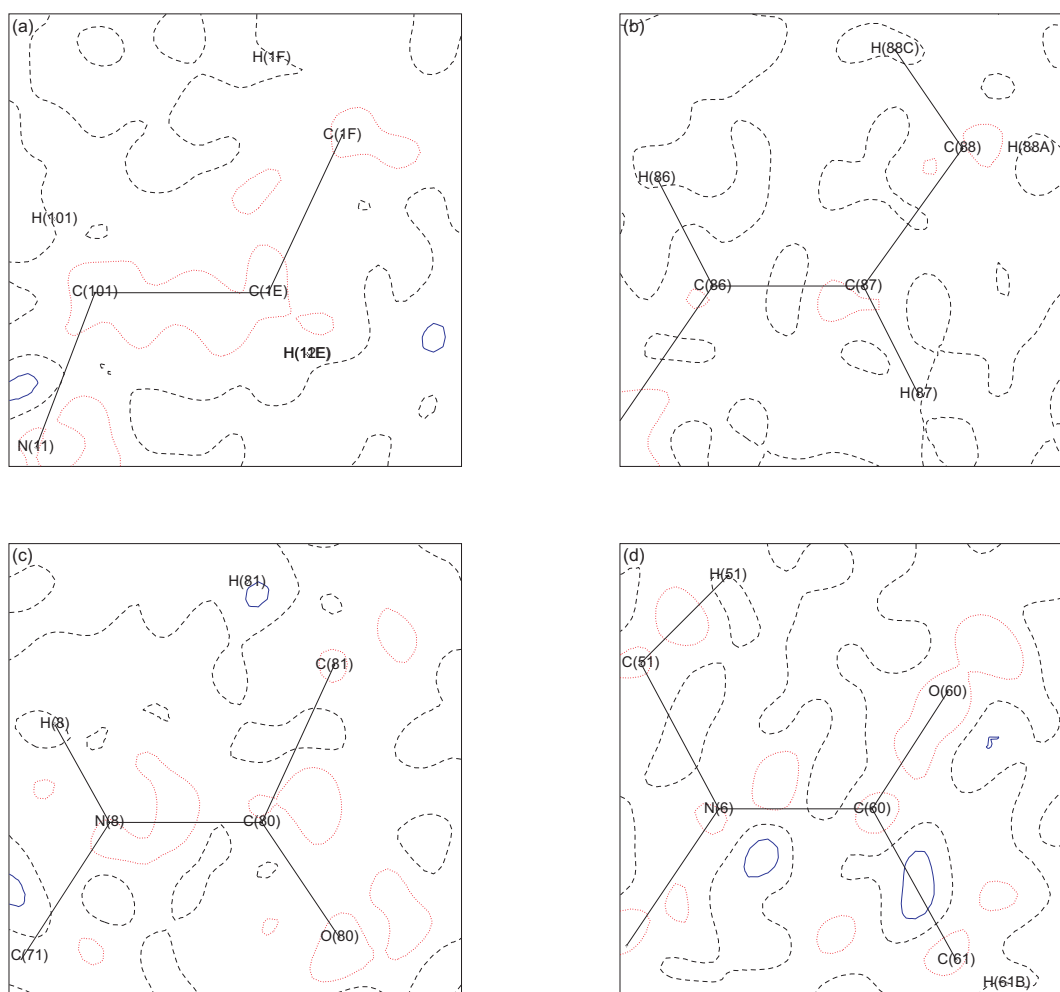 (a)
H(1F)
C(1F)
H(101)
C(101)
C(1E)
N(11)
(b)
H(88C)
C(88)
H(88A)
H(86)
C(86)
C(87)
H(87)
(c)
H(81)
C(81)
H(8)
N(8)
C(80)
O(80)
C(71)
(d)
H(51)
C(51)
O(60)
N(6)
C(60)
C(61)
H(61B)